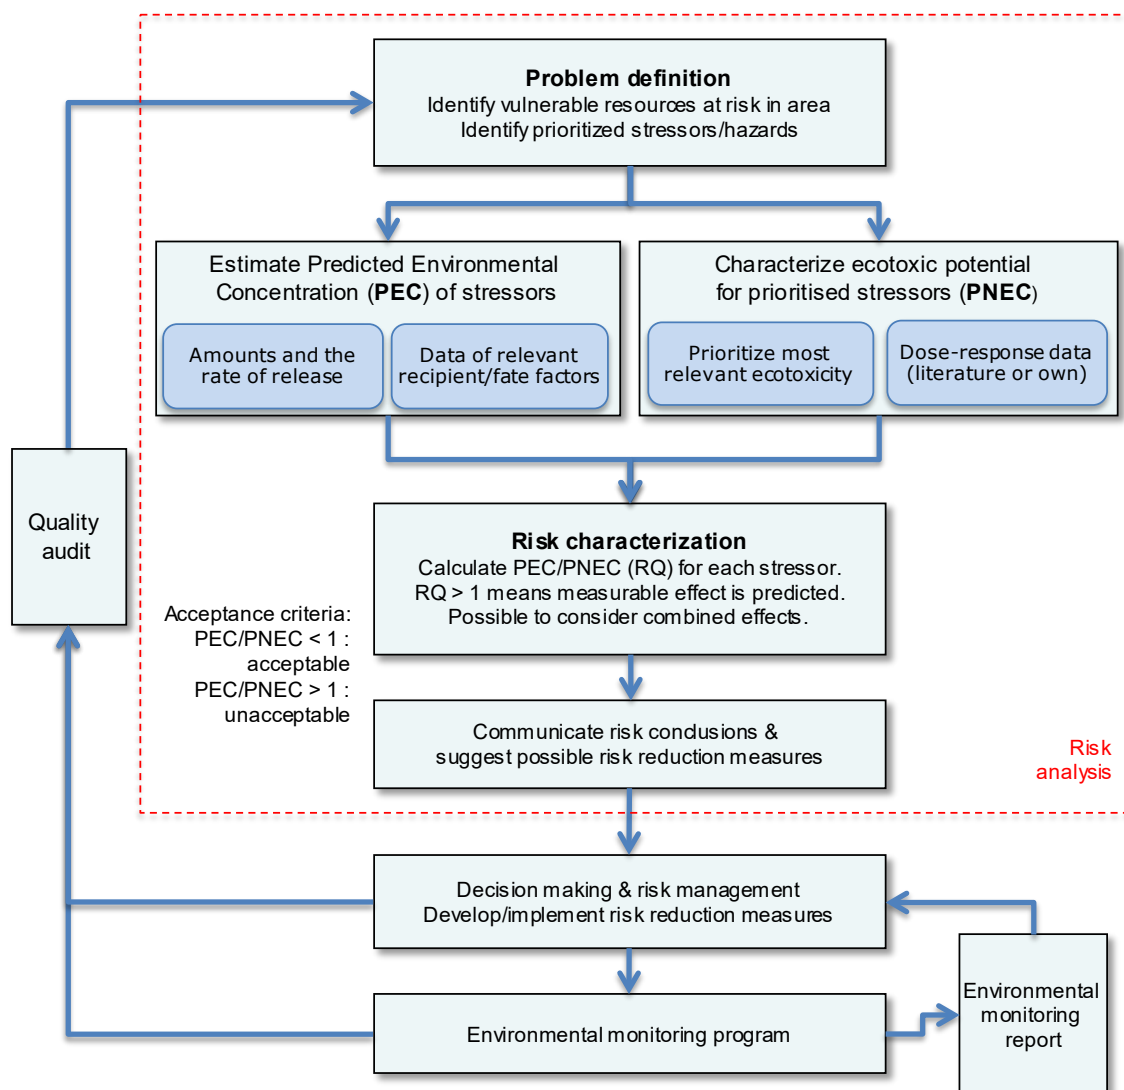 Problem definition
Identify vulnerable resources at risk in area
Identify prioritized stressors/hazards
Estimate Predicted Environmental
Concentration (PEC) of stressors
Amounts and the
rate of release
Data of relevant
recipient/fate factors
Characterize ecotoxic potential
for prioritised stressors (PNEC)
Prioritize most
relevant ecotoxicity
Dose-response data
(literature or own)
Quality
audit
Risk characterization
Calculate PEC/PNEC (RQ) for each stressor.
RQ > 1 means measurable effect is predicted.
Possible to consider combined effects.
Acceptance criteria:
PEC/PNEC < 1 :
acceptable
PEC/PNEC > 1 :
unacceptable
Communicate risk condusions &
suggest possible risk reduction measures
Risk
analysis
Decision making & risk management
Develop/implement risk reduction measures
Environmental monitoring program
Environmental
monitoring
report